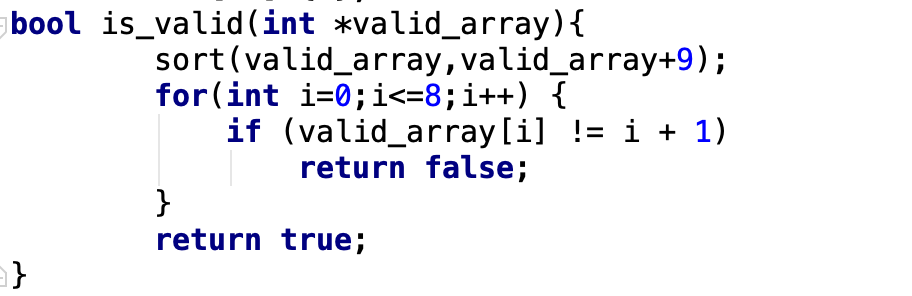 bool is_valid(int *valid_array){
sort(valid_array,valid_array+9);
for(int i=0;i<=8;i++) {
if (valid_array[i] != i + 1)
return false;
}
return true;
}